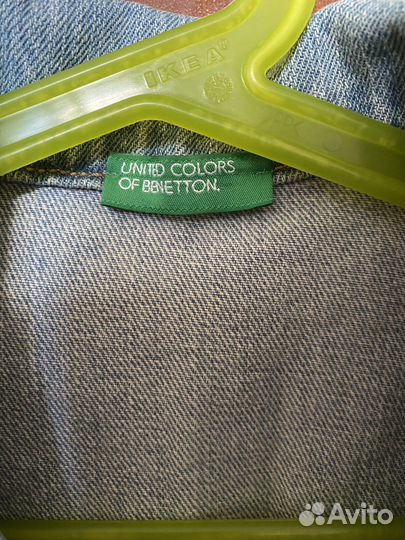 IKEA
UNITED COLORS
OF BENETTON.
Avito